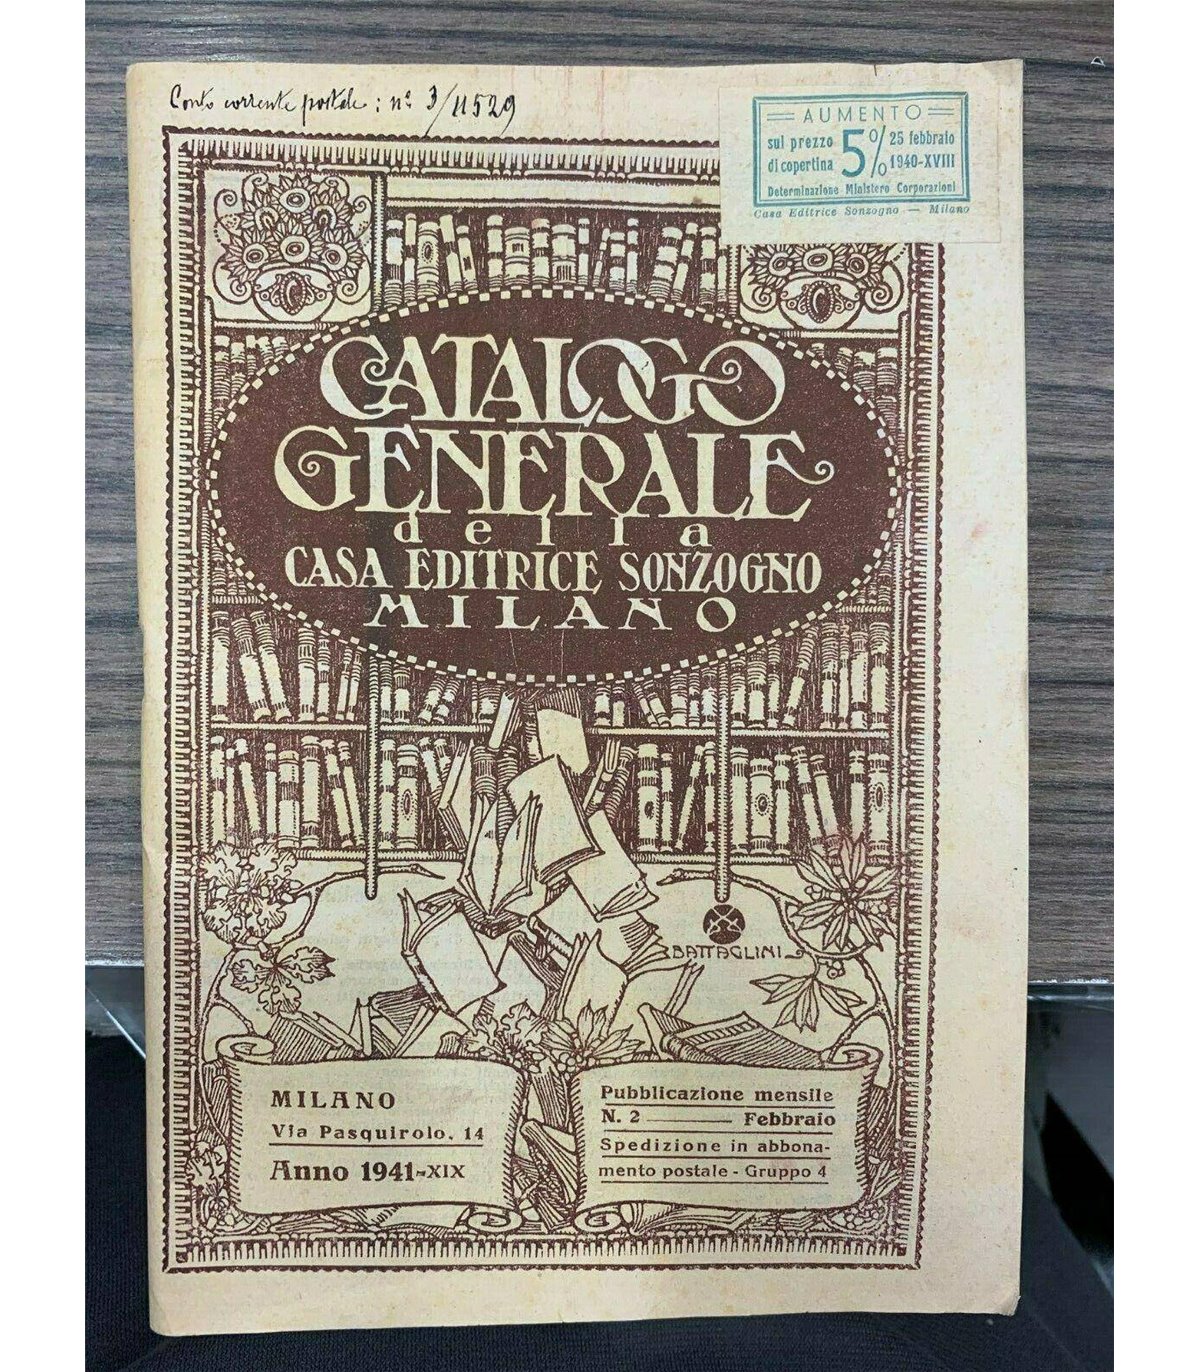 Conto corrente postale : nº 3/11529
AUMENTO
sul prezzo
di copertina
5%
25 febbraio
1940-XVIII
Determinazione Ministero Corporazioni
Casa Editrice Sonzogno — Milano
CATALOGO
GENERALE
della
CASA EDITRICE SONZOGNO
MILANO
BATTAGLINI
MILANO
Via Pasquirolo, 14
Anno 1941-XIX
Pubblicazione mensile
N. 2 ——— Febbraio
Spedizione in abbona-
mento postale - Gruppo 4